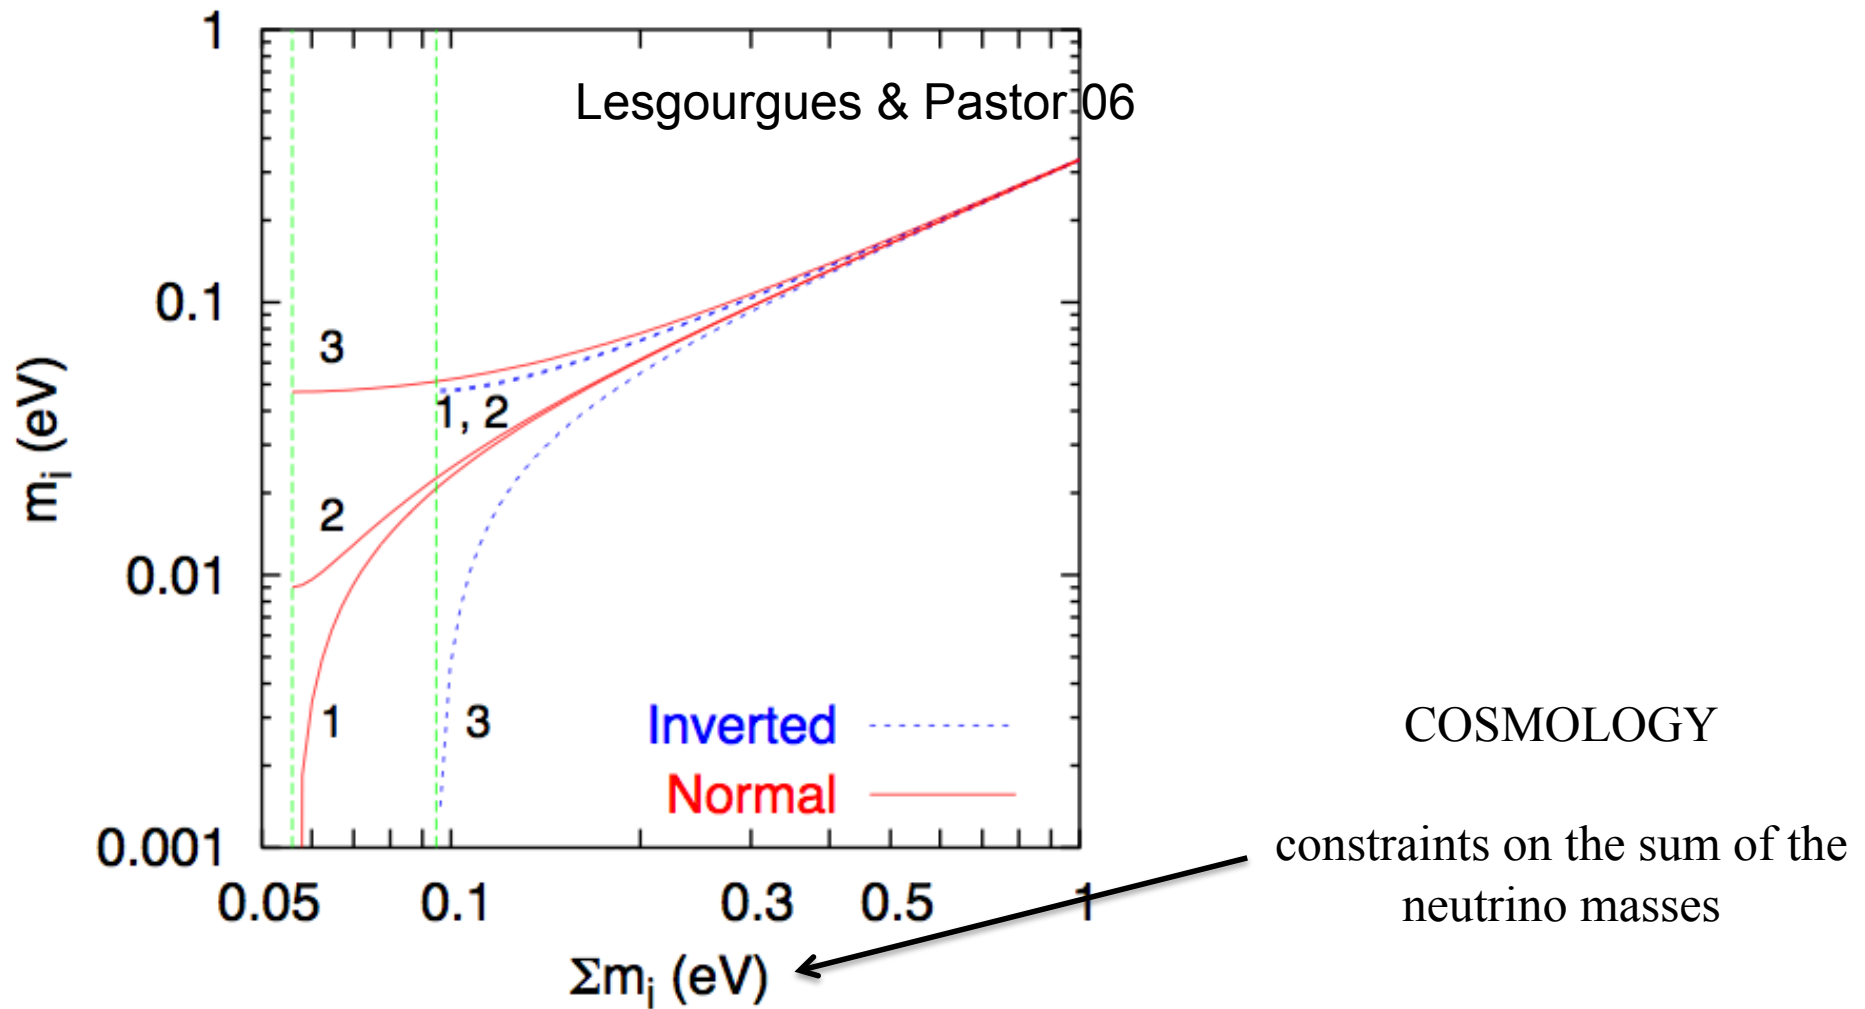 1
Lesgourgues & Pastor 06
0.1
3
1, 2
mi (eV)
2
0.01
1
3
Inverted
Normal
COSMOLOGY
constraints on the sum of the
neutrino masses
0.001
0.05 0.1 0.3 0.5 1
Σmi (eV)